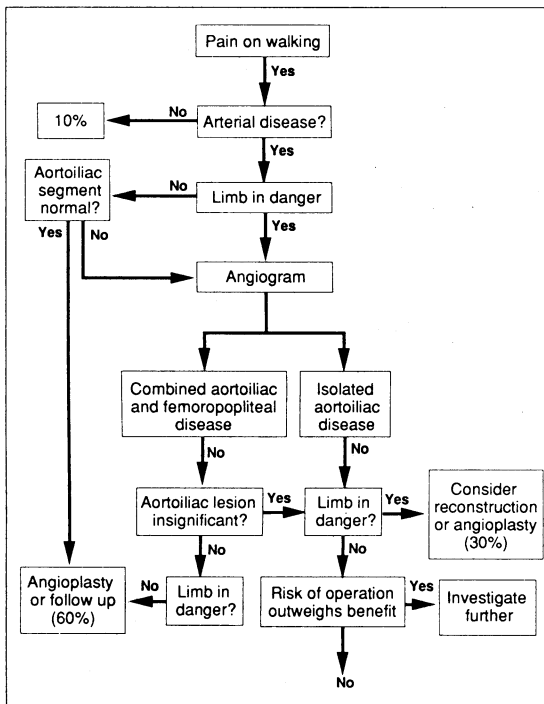 Pain on walking
Yes
10%
No
Arterial disease?
Yes
Aortoiliac
segment
normal?
No
Limb in danger
Yes
No
Yes
Angiogram
Combined aortoiliac
and femoropopliteal
disease
Isolated
aortoiliac
disease
No
No
Aortoiliac lesion
insignificant?
Yes
Limb in
danger?
Yes
Consider
reconstruction
or angioplasty
(30%)
No
No
Angioplasty
or follow up
(60%)
No
Limb in
danger?
Risk of operation
outweighs benefit
Yes
Investigate
further
No